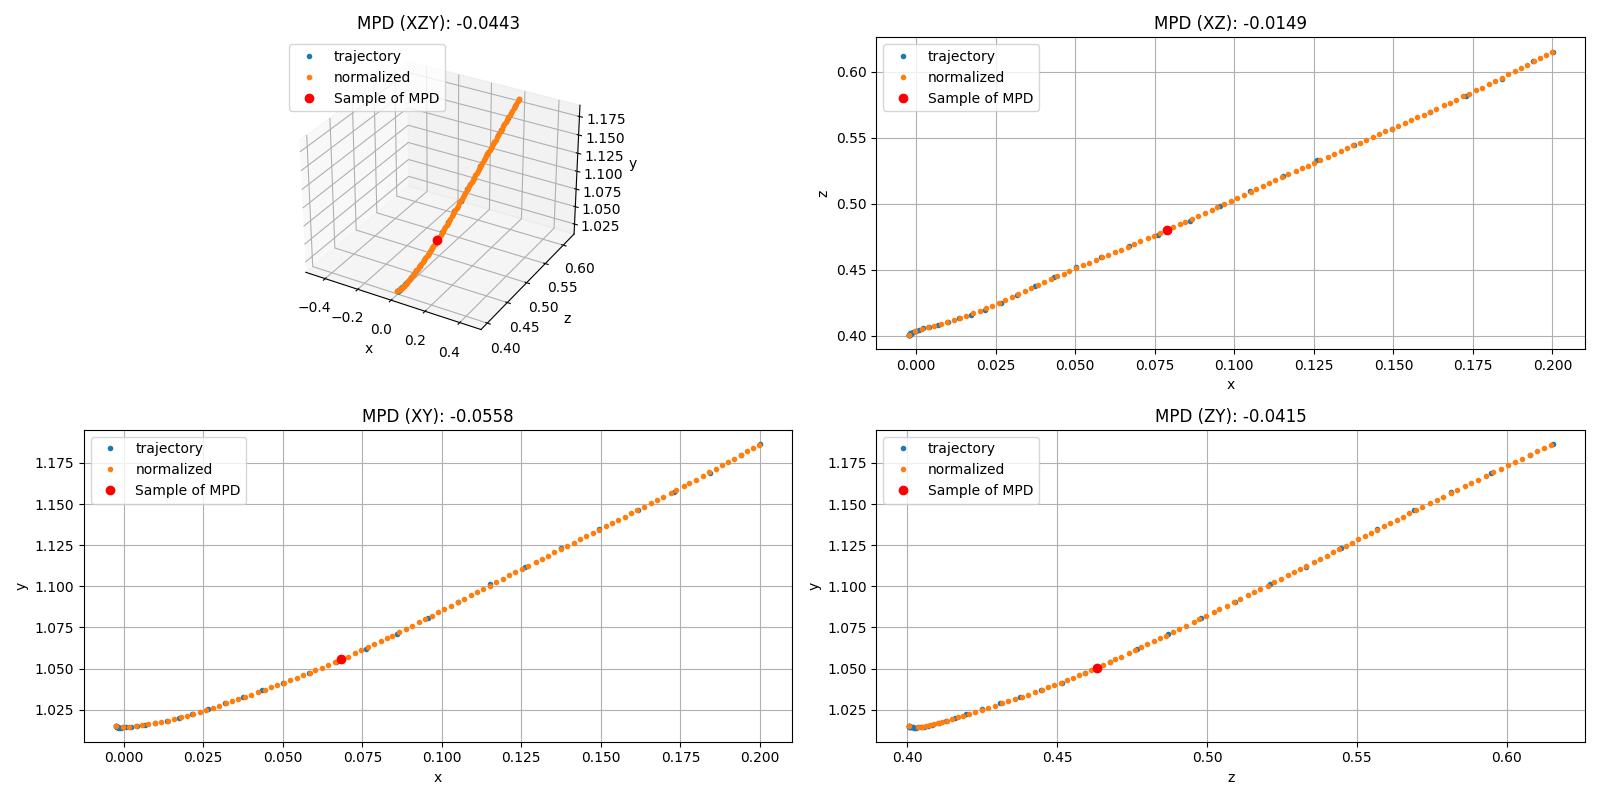 MPD (XZY): -0.0443
trajectory
normalized
Sample of MPD
1.175
1.150
1.125
1.100
1.075
1.050
1.025
y
0.60
0.55
0.50
0.45
0.40
z
−0.4
−0.2
0.0
0.2
0.4
x
MPD (XZ): -0.0149
trajectory
normalized
Sample of MPD
0.60
0.55
0.50
0.45
0.40
z
0.000 0.025 0.050 0.075 0.100 0.125 0.150 0.175 0.200
x
MPD (XY): -0.0558
trajectory
normalized
Sample of MPD
1.175
1.150
1.125
1.100
1.075
1.050
1.025
y
0.000 0.025 0.050 0.075 0.100 0.125 0.150 0.175 0.200
x
MPD (ZY): -0.0415
trajectory
normalized
Sample of MPD
1.175
1.150
1.125
1.100
1.075
1.050
1.025
y
0.40 0.45 0.50 0.55 0.60
z